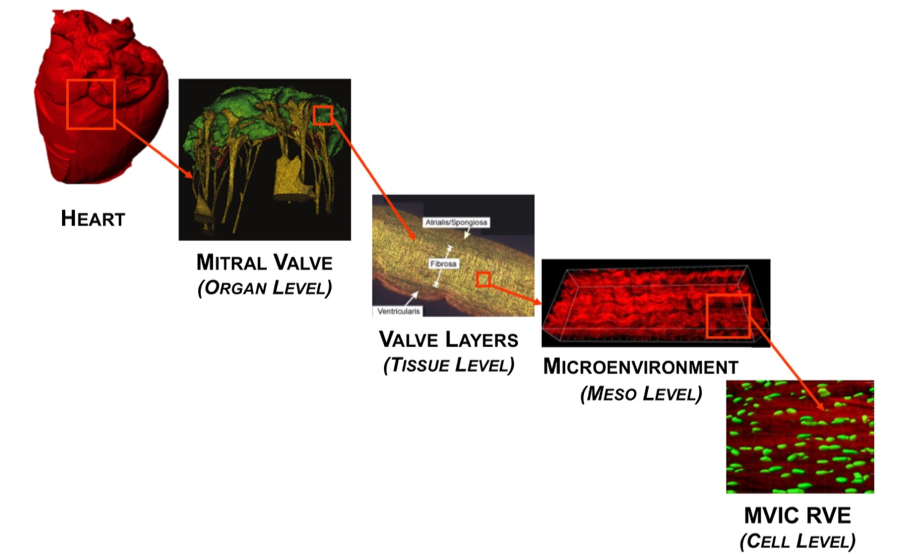 HEART
MITRAL VALVE
(ORGAN LEVEL)
Atrialis/Spongiosa
Fibrosa
Ventricularis
VALVE LAYERS
(TISSUE LEVEL)
MICROENVIRONMENT
(MESO LEVEL)
MVIC RVE
(CELL LEVEL)